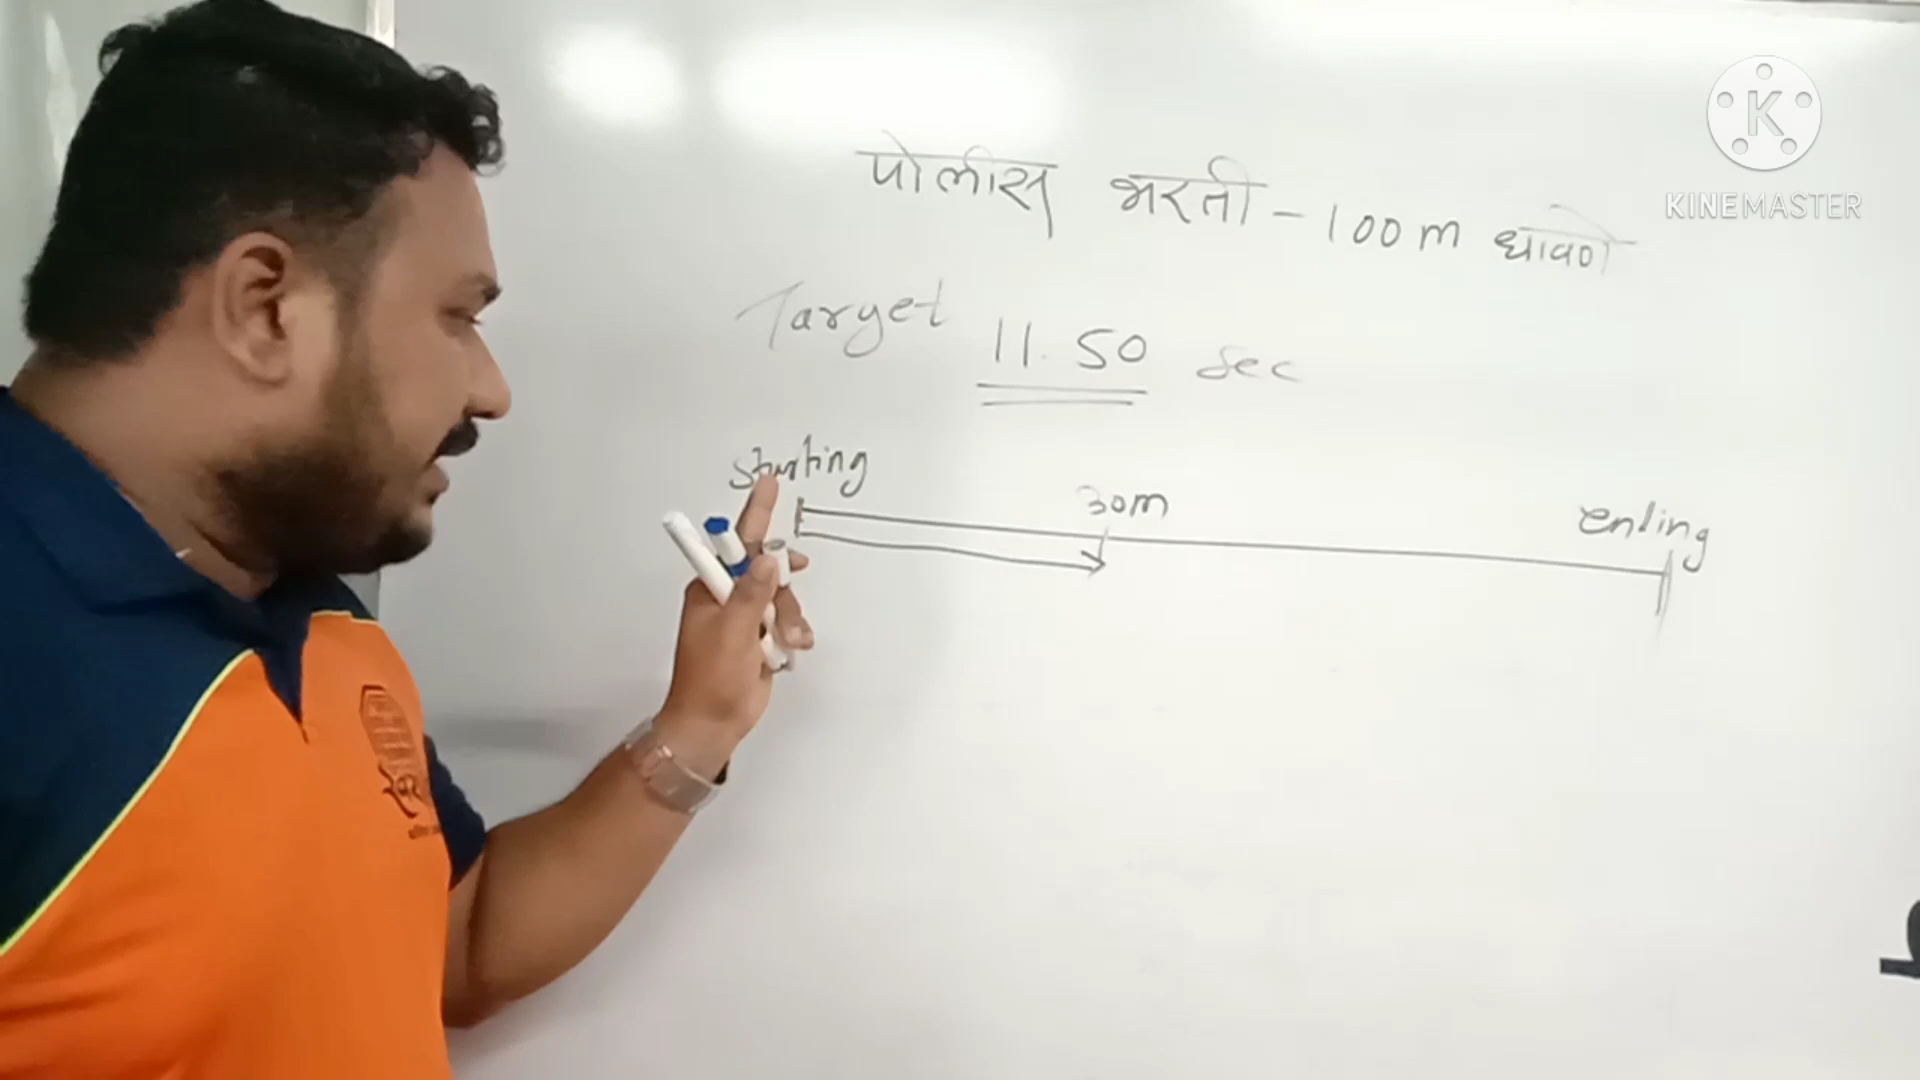 पोलीस भरती - 100m धावणे
Target 11.50 sec
Starting
30m
ending
K
KINEMASTER